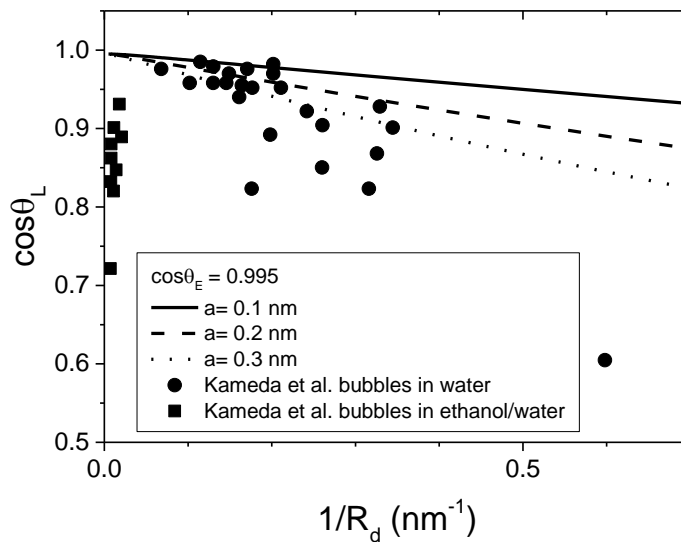 1.0
0.9
0.8
0.7
0.6
0.5
cosθL
cosθE = 0.995
a= 0.1 nm
a= 0.2 nm
a= 0.3 nm
Kameda et al. bubbles in water
Kameda et al. bubbles in ethanol/water
0.0
0.5
1/Rd (nm-1)